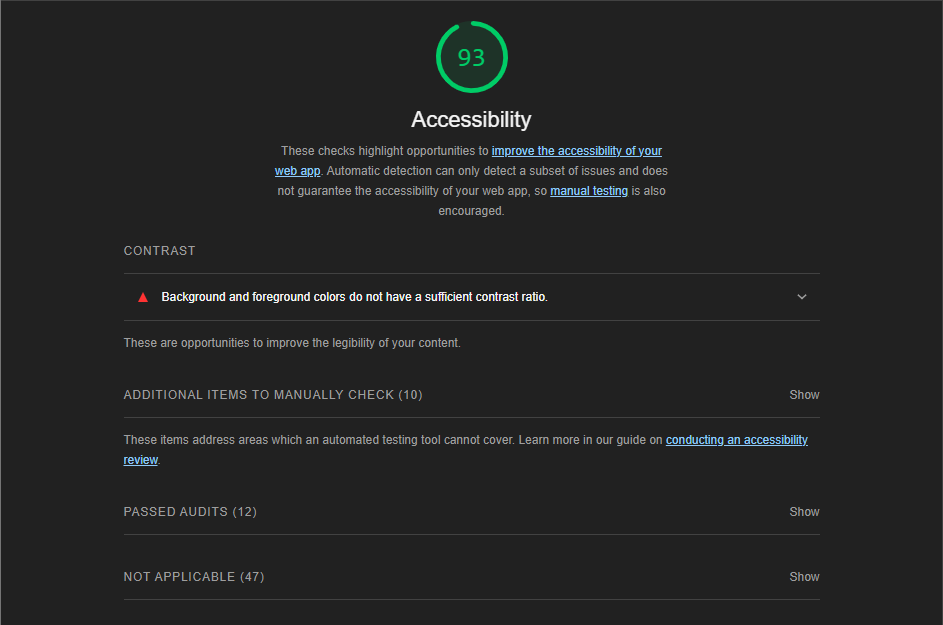 93
Accessibility
These checks highlight opportunities to improve the accessibility of your
web app. Automatic detection can only detect a subset of issues and does
not guarantee the accessibility of your web app, so manual testing is also
encouraged.
CONTRAST
Background and foreground colors do not have a sufficient contrast ratio.
These are opportunities to improve the legibility of your content.
ADDITIONAL ITEMS TO MANUALLY CHECK (10) Show
These items address areas which an automated testing tool cannot cover. Learn more in our guide on conducting an accessibility
review.
PASSED AUDITS (12) Show
NOT APPLICABLE (47) Show